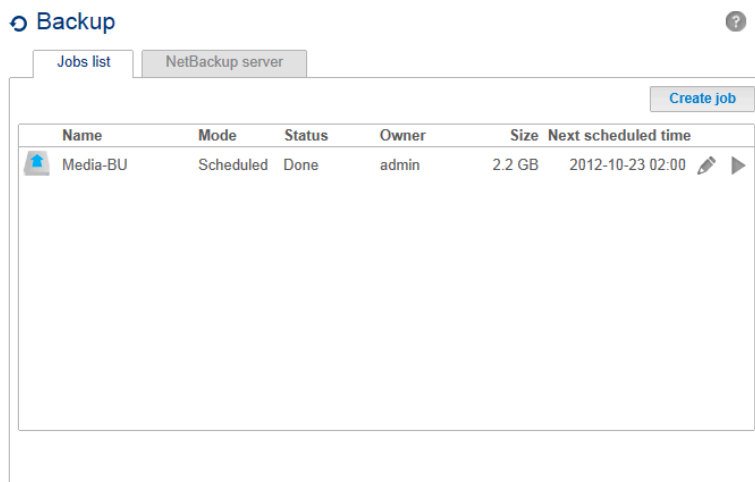 Backup
?
Jobs list NetBackup server
Create job
Name Mode Status Owner Size Next scheduled time
Media-BU Scheduled Done admin 2.2 GB 2012-10-23 02:00